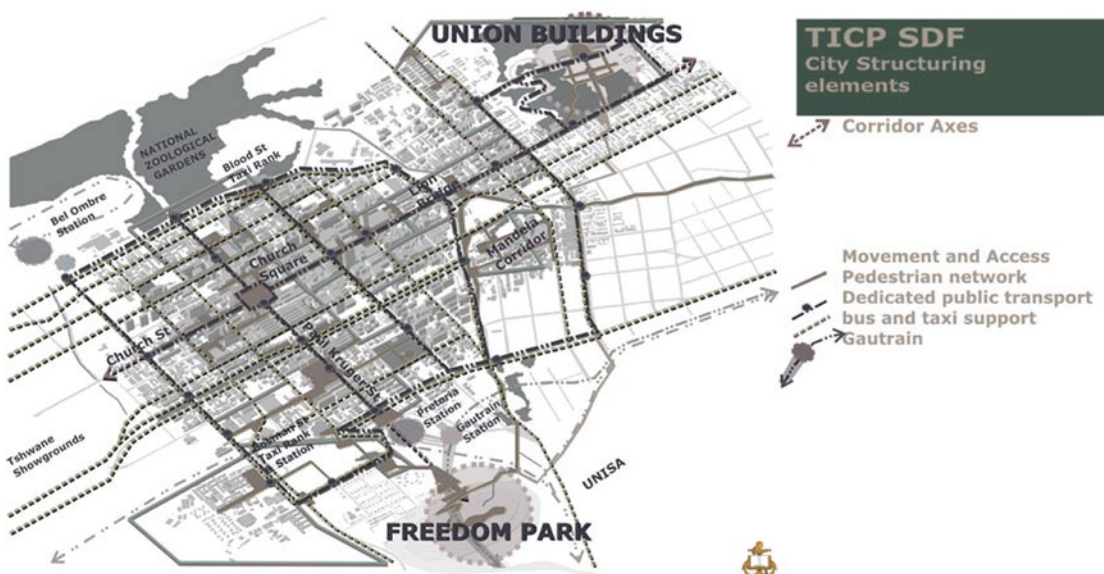 UNION BUILDINGS
TICP SDF
City Structuring
elements
Corridor Axes
NATIONAL
ZOOLOGICAL
GARDENS
Blood St
Taxi Rank
Bel Ombre
Station
Lion
Bridge
Mandela
Corridor
Church
Square
Movement and Access
Pedestrian network
Dedicated public transport
bus and taxi support
Gautrain
Church St
Paul Kruger St
Pretoria
Station
Gautrain
Station
Bosman St
Taxi Rank
Station
Tshwane
Showgrounds
UNISA
FREEDOM PARK